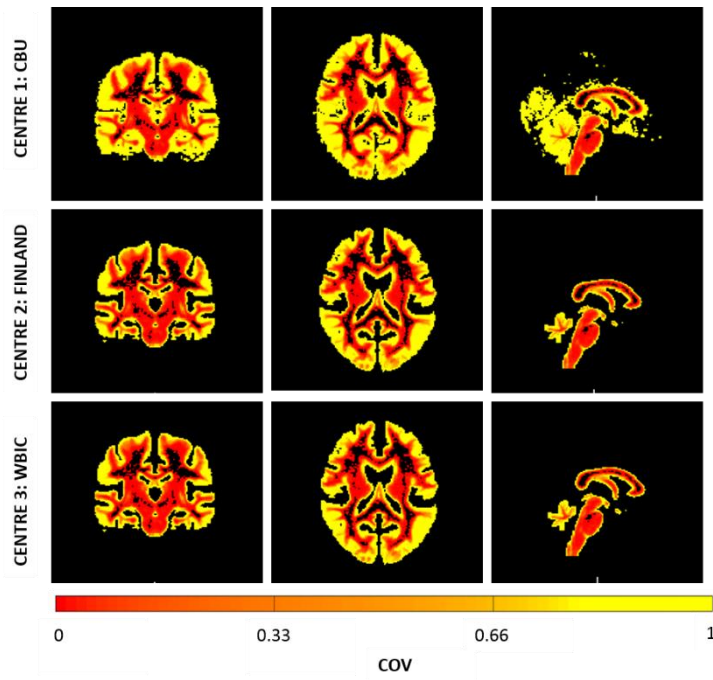 CENTRE 1: CBU
CENTRE 2: FINLAND
CENTRE 3: WBIC
0 0.33 0.66 1
COV